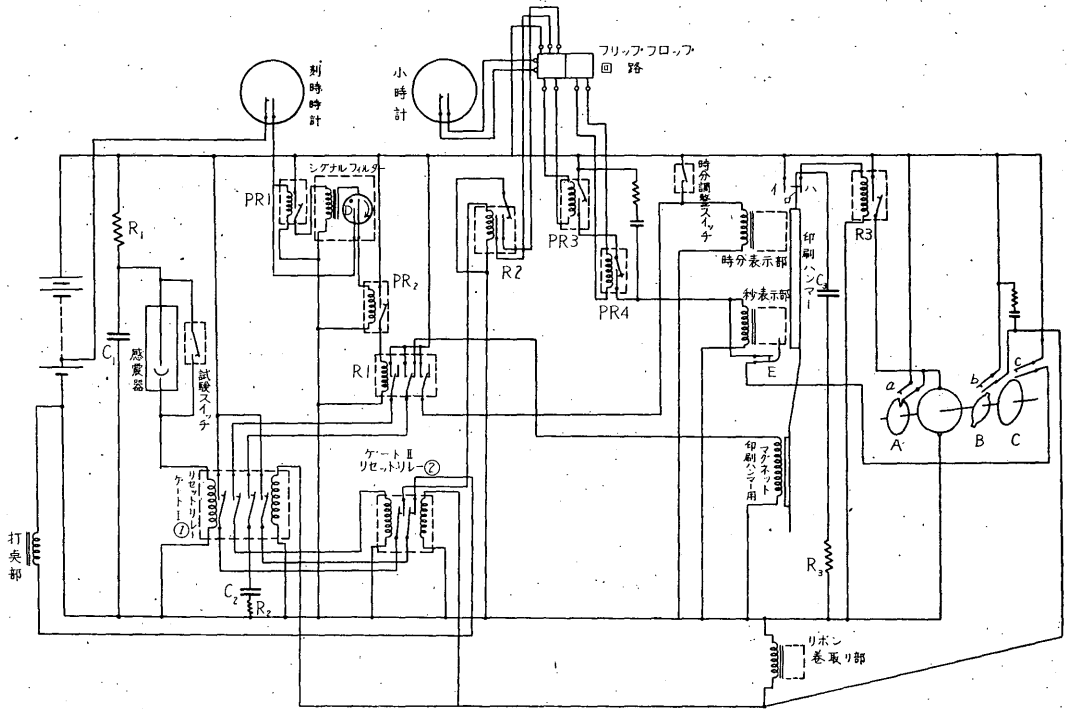 刻時時計
小時計
フリップ・フロップ
回路
シグナルフィルター
D
PR1
R1
PR2
R1
C1
感震器
試験スイッチ
R2
PR3
PR4
時分調整スイッチ
時分表示部
秒表示部
E
イ
ハ
印刷ハンマー
C3
R3
a
b
c
A
B
C
ゲートI
リセットリレー①
ゲートII
リセットリレー②
印刷ハンマー用
マグネット
打点部
C2
R2
R3
リボン
巻取り部